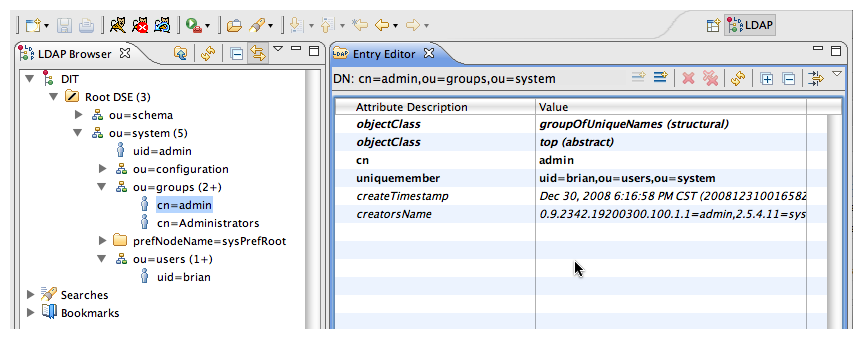 LDAP
LDAP Browser
Entry Editor
DIT
Root DSE (3)
ou=schema
ou=system (5)
uid=admin
ou=configuration
ou=groups (2+)
cn=admin
cn=Administrators
prefNodeName=sysPrefRoot
ou=users (1+)
uid=brian
Searches
Bookmarks
DN: cn=admin,ou=groups,ou=system
Attribute Description Value
objectClass groupOfUniqueNames (structural)
objectClass top (abstract)
cn admin
uniquemember uid=brian,ou=users,ou=system
createTimestamp Dec 30, 2008 6:16:58 PM CST (20081231001658Z
creatorsName 0.9.2342.19200300.100.1.1=admin,2.5.4.11=sys